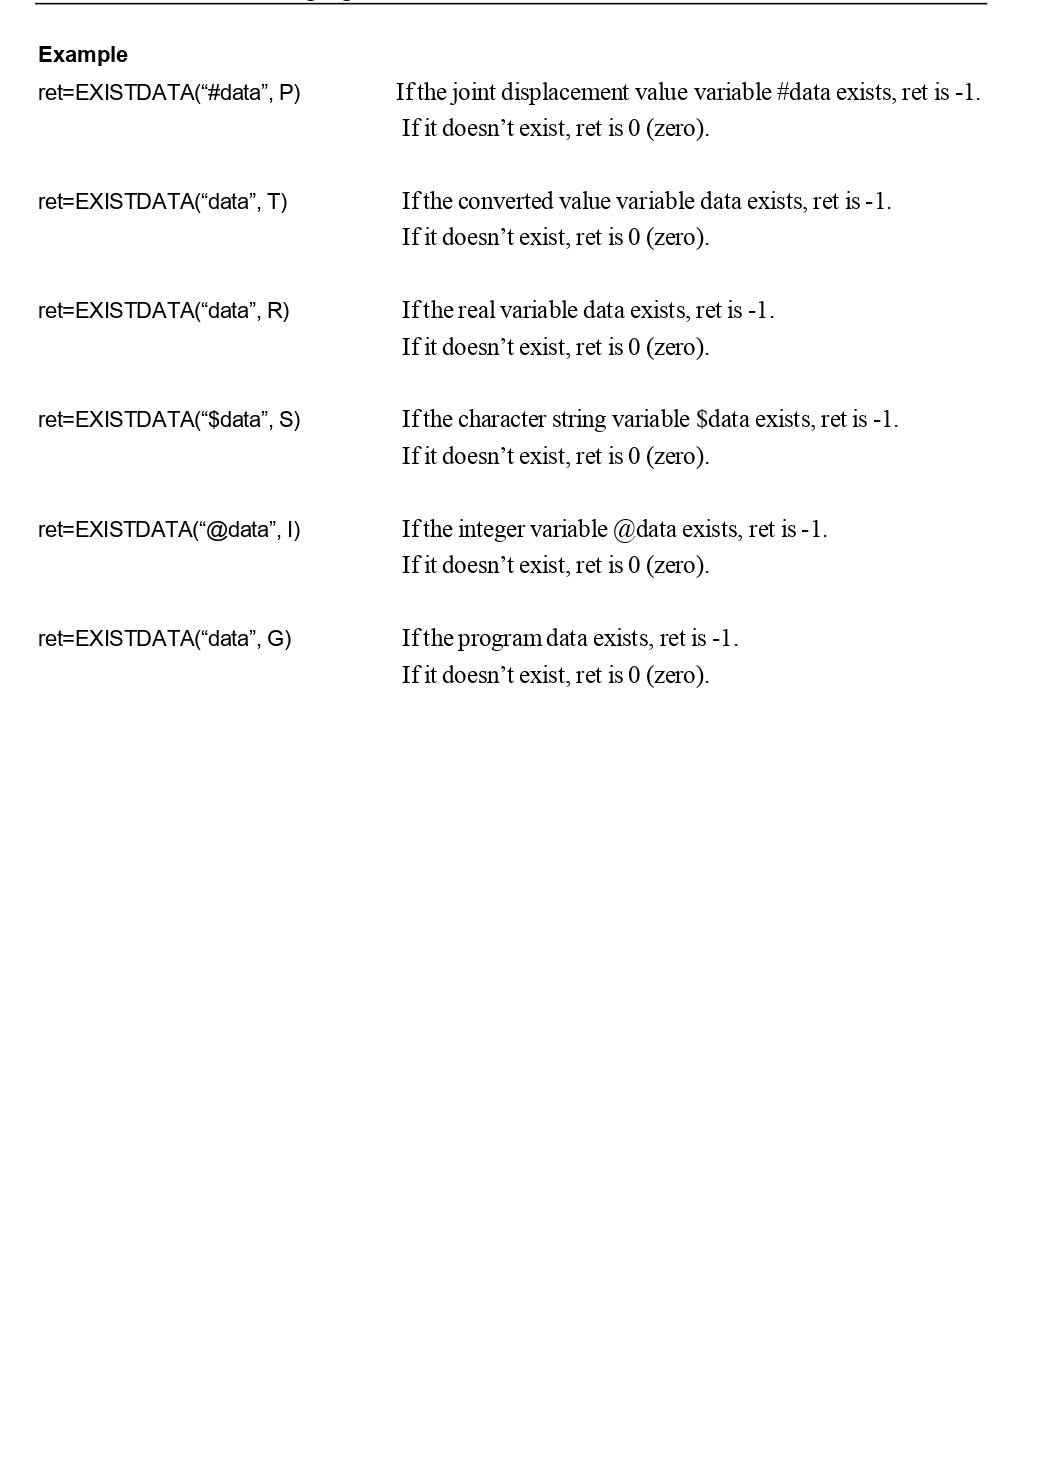 Example
ret=EXISTDATA(“#data”, P) If the joint displacement value variable #data exists, ret is -1.
If it doesn’t exist, ret is 0 (zero).
ret=EXISTDATA(“data”, T) If the converted value variable data exists, ret is -1.
If it doesn’t exist, ret is 0 (zero).
ret=EXISTDATA(“data”, R) If the real variable data exists, ret is -1.
If it doesn’t exist, ret is 0 (zero).
ret=EXISTDATA(“$data”, S) If the character string variable $data exists, ret is -1.
If it doesn’t exist, ret is 0 (zero).
ret=EXISTDATA(“@data”, I) If the integer variable @data exists, ret is -1.
If it doesn’t exist, ret is 0 (zero).
ret=EXISTDATA(“data”, G) If the program data exists, ret is -1.
If it doesn’t exist, ret is 0 (zero).